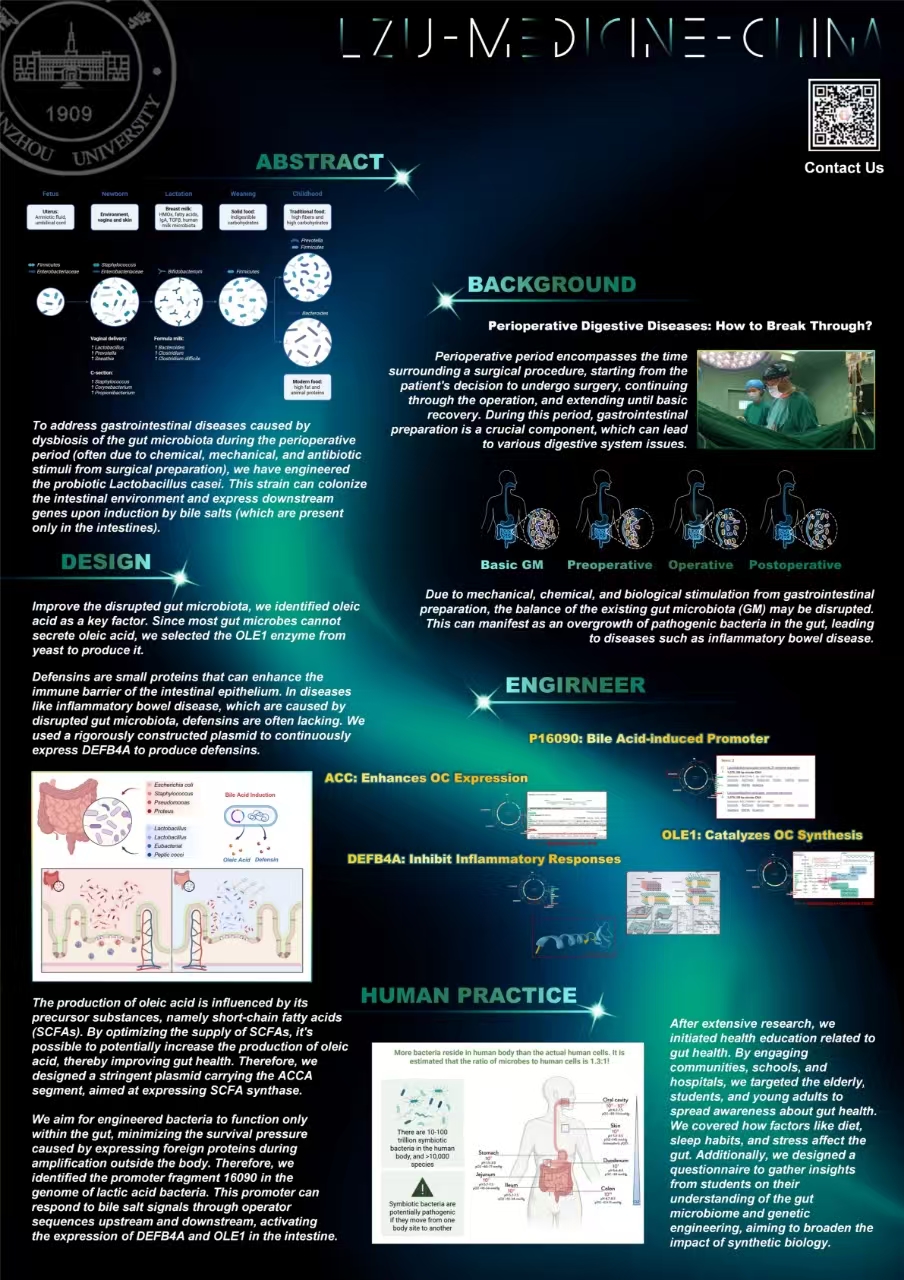 LZU-MEDICINE-CHINA
1909
LANZHOU UNIVERSITY
Contact Us
ABSTRACT
Fetus
Newborn
Lactation
Weaning
Childhood
Uterus:
Amniotic fluid,
umbilical cord
Environment,
vagina and skin
Breast milk:
HMOs, fatty acids,
IgA, TGFβ, human
milk microbiota
Solid food:
Indigestible
carbohydrates
Traditional food:
high fibers and
high carbohydrates
Prevotella
Firmicutes
Firmicutes
Enterobacteriaceae
Staphylococcus
Enterobacteriaceae
Bifidobacterium
Firmicutes
Bacteroides
Vaginal delivery:
↑ Lactobacillus
↑ Prevotella
↑ Sneathia
Formula milk:
↑ Bacteroides
↑ Clostridium
↑ Clostridium difficile
C-section:
↑ Staphylococcus
↑ Corynebacterium
↑ Propionibacterium
Modern food:
high fat and
animal proteins
To address gastrointestinal diseases caused by
dysbiosis of the gut microbiota during the perioperative
period (often due to chemical, mechanical, and antibiotic
stimuli from surgical preparation), we have engineered
the probiotic Lactobacillus casei. This strain can colonize
the intestinal environment and express downstream
genes upon induction by bile salts (which are present
only in the intestines).
BACKGROUND
Perioperative Digestive Diseases: How to Break Through?
Perioperative period encompasses the time
surrounding a surgical procedure, starting from the
patient's decision to undergo surgery, continuing
through the operation, and extending until basic
recovery. During this period, gastrointestinal
preparation is a crucial component, which can lead
to various digestive system issues.
Basic GM
Preoperative
Operative
Postoperative
Due to mechanical, chemical, and biological stimulation from gastrointestinal
preparation, the balance of the existing gut microbiota (GM) may be disrupted.
This can manifest as an overgrowth of pathogenic bacteria in the gut, leading
to diseases such as inflammatory bowel disease.
DESIGN
Improve the disrupted gut microbiota, we identified oleic
acid as a key factor. Since most gut microbes cannot
secrete oleic acid, we selected the OLE1 enzyme from
yeast to produce it.
Defensins are small proteins that can enhance the
immune barrier of the intestinal epithelium. In diseases
like inflammatory bowel disease, which are caused by
disrupted gut microbiota, defensins are often lacking. We
used a rigorously constructed plasmid to continuously
express DEFB4A to produce defensins.
Escherichia coli
Staphylococcus
Pseudomonas
Proteus
Lactobacillus
Lactobacillus
Eubacterial
Peptic cocci
Bile Acid Induction
Oleic Acid
Defensin
The production of oleic acid is influenced by its
precursor substances, namely short-chain fatty acids
(SCFAs). By optimizing the supply of SCFAs, it's
possible to potentially increase the production of oleic
acid, thereby improving gut health. Therefore, we
designed a stringent plasmid carrying the ACCA
segment, aimed at expressing SCFA synthase.
We aim for engineered bacteria to function only
within the gut, minimizing the survival pressure
caused by expressing foreign proteins during
amplification outside the body. Therefore, we
identified the promoter fragment 16090 in the
genome of lactic acid bacteria. This promoter can
respond to bile salt signals through operator
sequences upstream and downstream, activating
the expression of DEFB4A and OLE1 in the intestine.
ENGIRNEER
P16090: Bile Acid-induced Promoter
ACC: Enhances OC Expression
OLE1: Catalyzes OC Synthesis
DEFB4A: Inhibit Inflammatory Responses
HUMAN PRACTICE
More bacteria reside in human body than the actual human cells. It is
estimated that the ratio of microbes to human cells is 1.3:1!
There are 10-100
trillion symbiotic
bacteria in the human
body, and >10,000
species
Symbiotic bacteria are
potentially pathogenic
if they move from one
body site to another
Oral cavity
Skin
Stomach
Duodenum
Jejunum
Ileum
Colon
After extensive research, we
initiated health education related to
gut health. By engaging
communities, schools, and
hospitals, we targeted the elderly,
students, and young adults to
spread awareness about gut health.
We covered how factors like diet,
sleep habits, and stress affect the
gut. Additionally, we designed a
questionnaire to gather insights
from students on their
understanding of the gut
microbiome and genetic
engineering, aiming to broaden the
impact of synthetic biology.